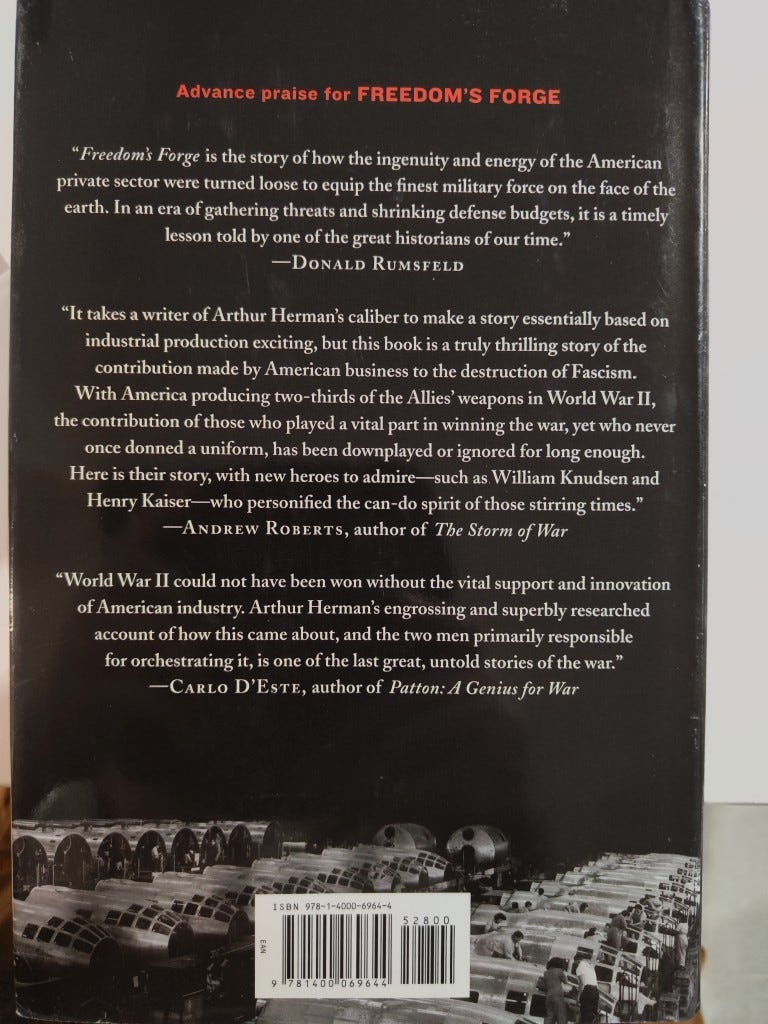 Advance praise for FREEDOM'S FORGE
“Freedom's Forge is the story of how the ingenuity and energy of the American
private sector were turned loose to equip the finest military force on the face of the
earth. In an era of gathering threats and shrinking defense budgets, it is a timely
lesson told by one of the great historians of our time.”
—DONALD RUMSFELD
“It takes a writer of Arthur Herman's caliber to make a story essentially based on
industrial production exciting, but this book is a truly thrilling story of the
contribution made by American business to the destruction of Fascism.
With America producing two-thirds of the Allies' weapons in World War II,
the contribution of those who played a vital part in winning the war, yet who never
once donned a uniform, has been downplayed or ignored for long enough.
Here is their story, with new heroes to admire—such as William Knudsen and
Henry Kaiser—who personified the can-do spirit of those stirring times.”
—ANDREW ROBERTS, author of The Storm of War
“World War II could not have been won without the vital support and innovation
of American industry. Arthur Herman's engrossing and superbly researched
account of how this came about, and the two men primarily responsible
for orchestrating it, is one of the last great, untold stories of the war.”
—CARLO D'ESTE, author of Patton: A Genius for War
ISBN 978-1-4000-6964-4
52800
EAN
9 781400 069644